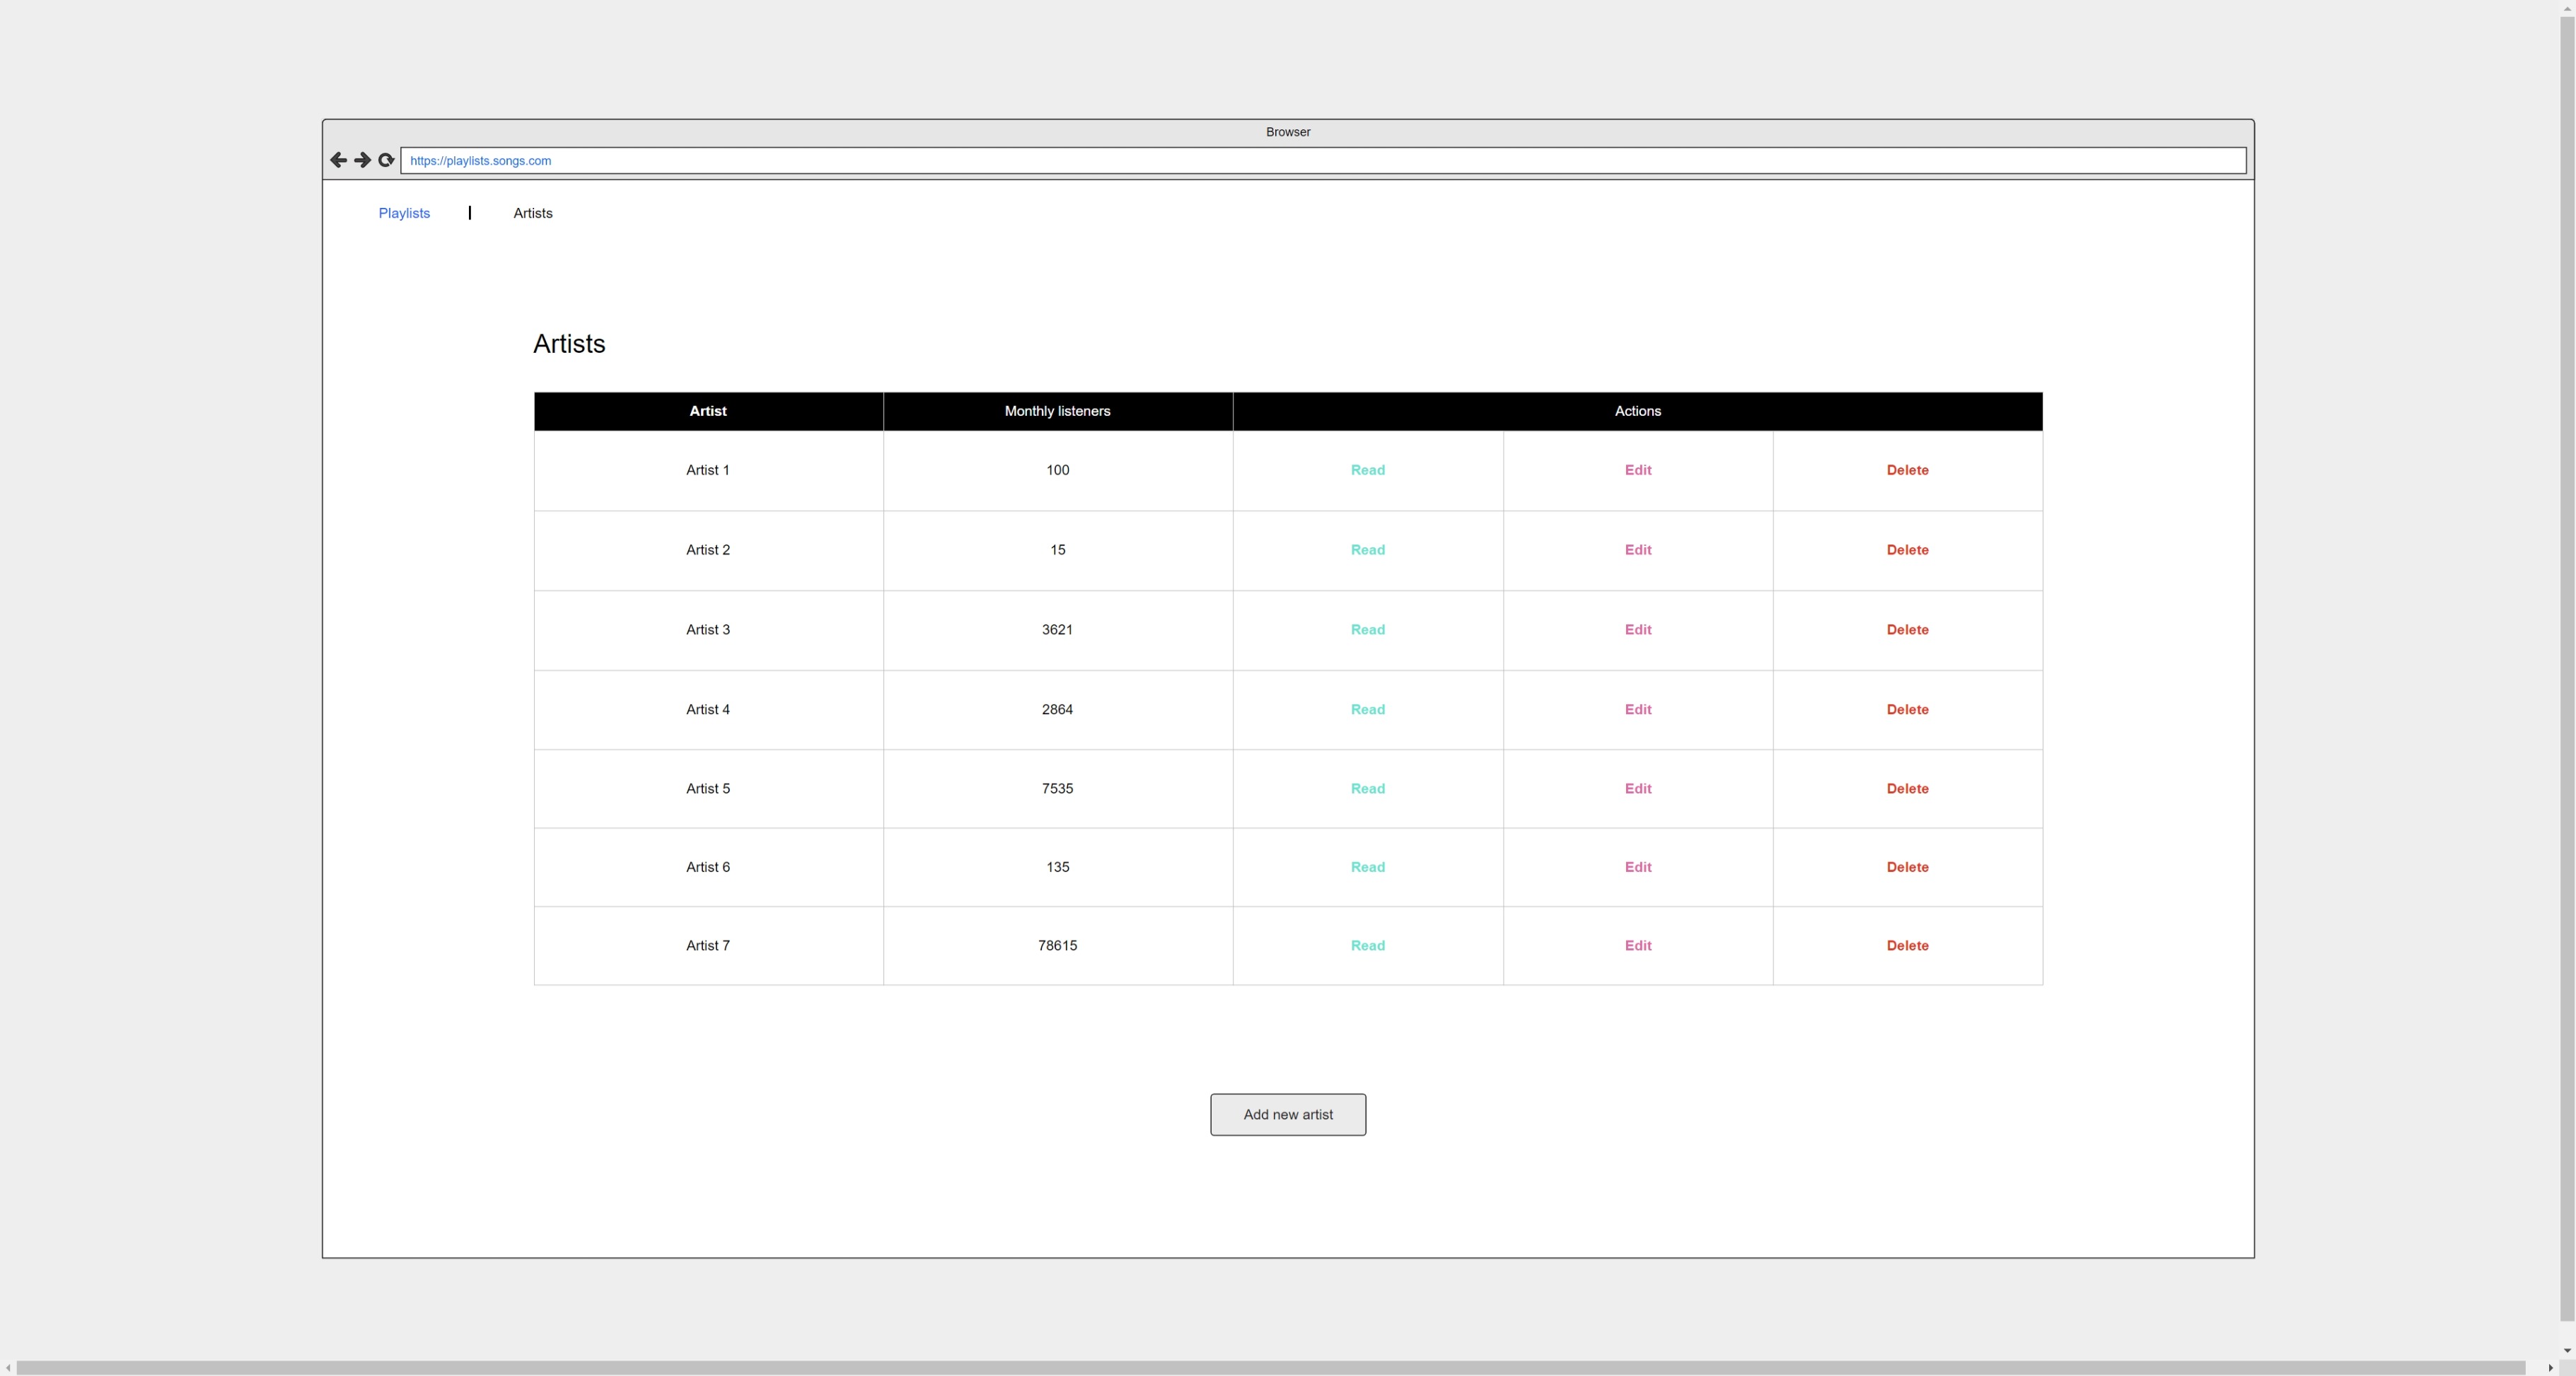 Browser
https://playlists.songs.com
Playlists | Artists
Artists
Artist Monthly listeners Actions
Artist 1 100 Read Edit Delete
Artist 2 15 Read Edit Delete
Artist 3 3621 Read Edit Delete
Artist 4 2864 Read Edit Delete
Artist 5 7535 Read Edit Delete
Artist 6 135 Read Edit Delete
Artist 7 78615 Read Edit Delete
Add new artist